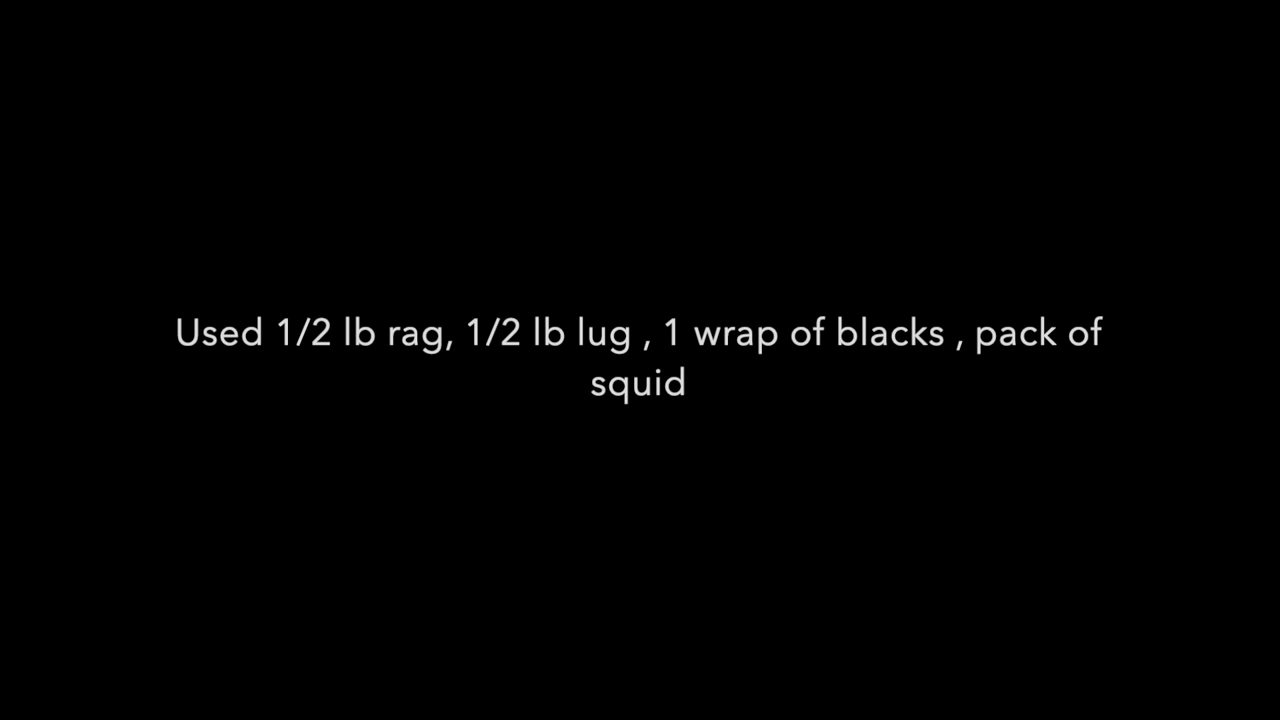 Used 1/2 lb rag, 1/2 lb lug , 1 wrap of blacks , pack of
squid